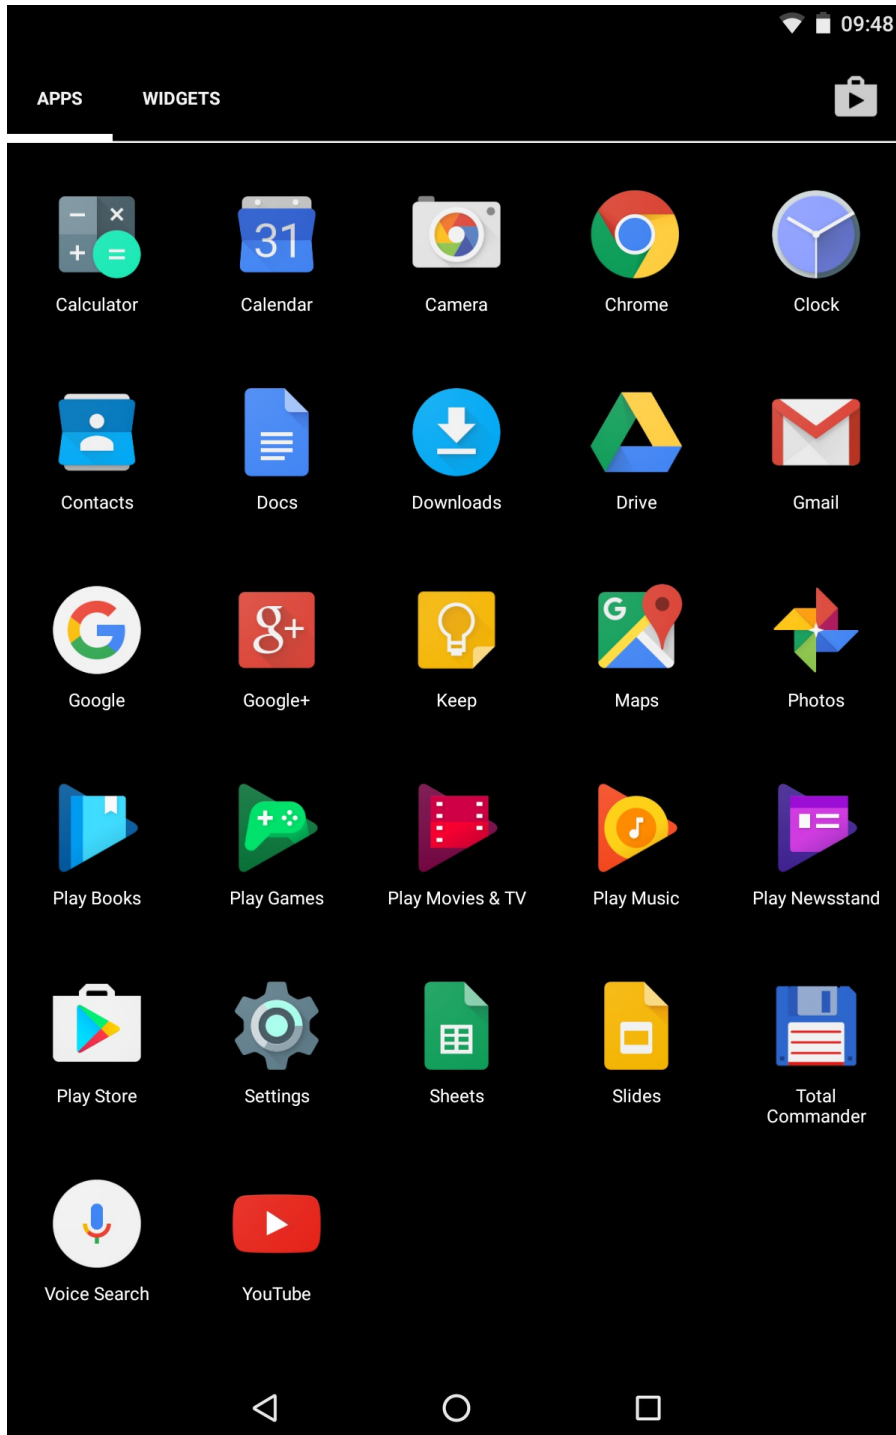 09:48
APPS WIDGETS
31
Calculator Calendar Camera Chrome Clock
Contacts Docs Downloads Drive Gmail
G
g+
G
Google Google+ Keep Maps Photos
Play Books Play Games Play Movies & TV Play Music Play Newsstand
Play Store Settings Sheets Slides Total
Commander
Voice Search YouTube